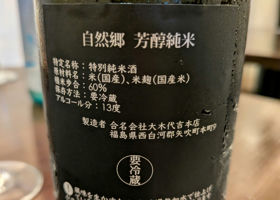 自然郷 芳醇純米
特定名称：特別純米酒
原材料名：米(国産)、米麹(国産米)
精米歩合：60%
保存方法：要冷蔵
アルコール分：13度
製造者 合名会社大木代吉本店
福島県西白河郡矢吹町本町9
要冷蔵